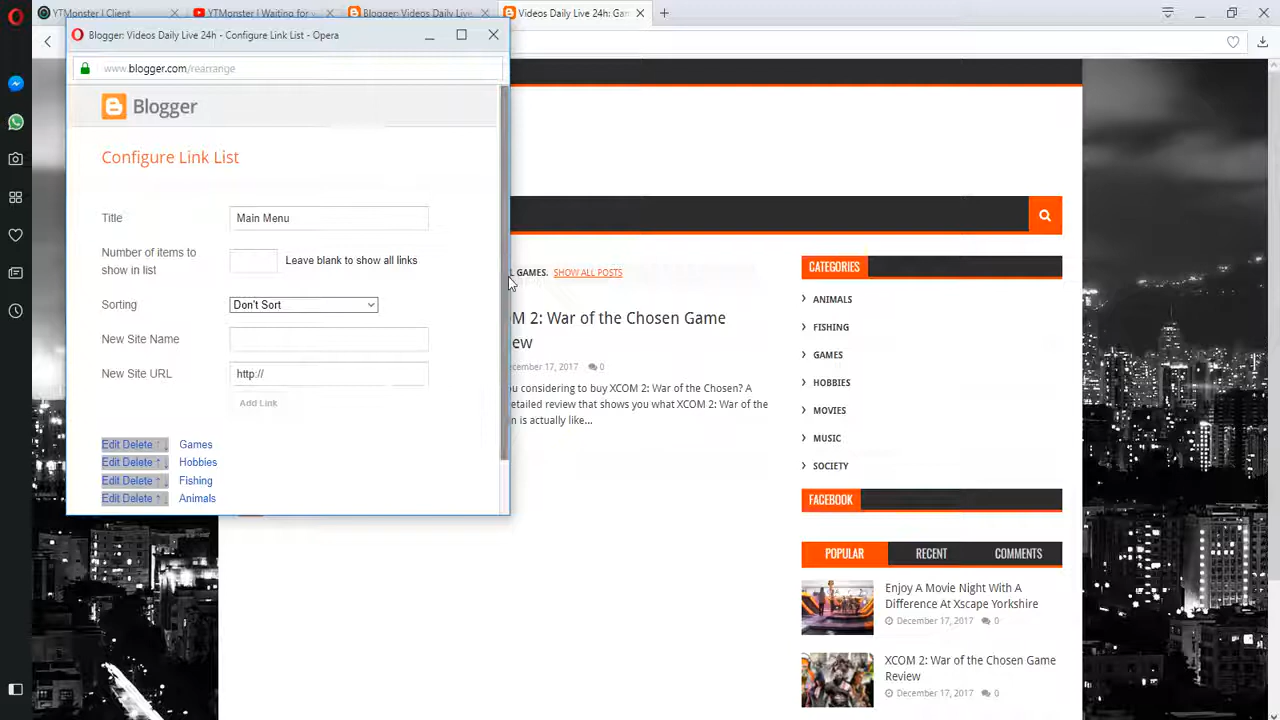 YTMonster | Client
YTMonster | Waiting for
Blogger: Videos Daily Live
Videos Daily Live 24h: Gam
Blogger: Videos Daily Live 24h - Configure Link List - Opera
www.blogger.com/rearrange
Blogger
Configure Link List
Title
Main Menu
Number of items to
show in list
Leave blank to show all links
Sorting
Don't Sort
New Site Name
New Site URL
http://
Add Link
Edit Delete ↑ ↓ Games
Edit Delete ↑ ↓ Hobbies
Edit Delete ↑ ↓ Fishing
Edit Delete ↑ ↓ Animals
L GAMES. SHOW ALL POSTS
OM 2: War of the Chosen Game
ew
ecember 17, 2017
0
ou considering to buy XCOM 2: War of the Chosen? A
etailed review that shows you what XCOM 2: War of the
n is actually like...
CATEGORIES
ANIMALS
FISHING
GAMES
HOBBIES
MOVIES
MUSIC
SOCIETY
FACEBOOK
POPULAR
RECENT
COMMENTS
Enjoy A Movie Night With A
Difference At Xscape Yorkshire
December 17, 2017
0
XCOM 2: War of the Chosen Game
Review
December 17, 2017
0